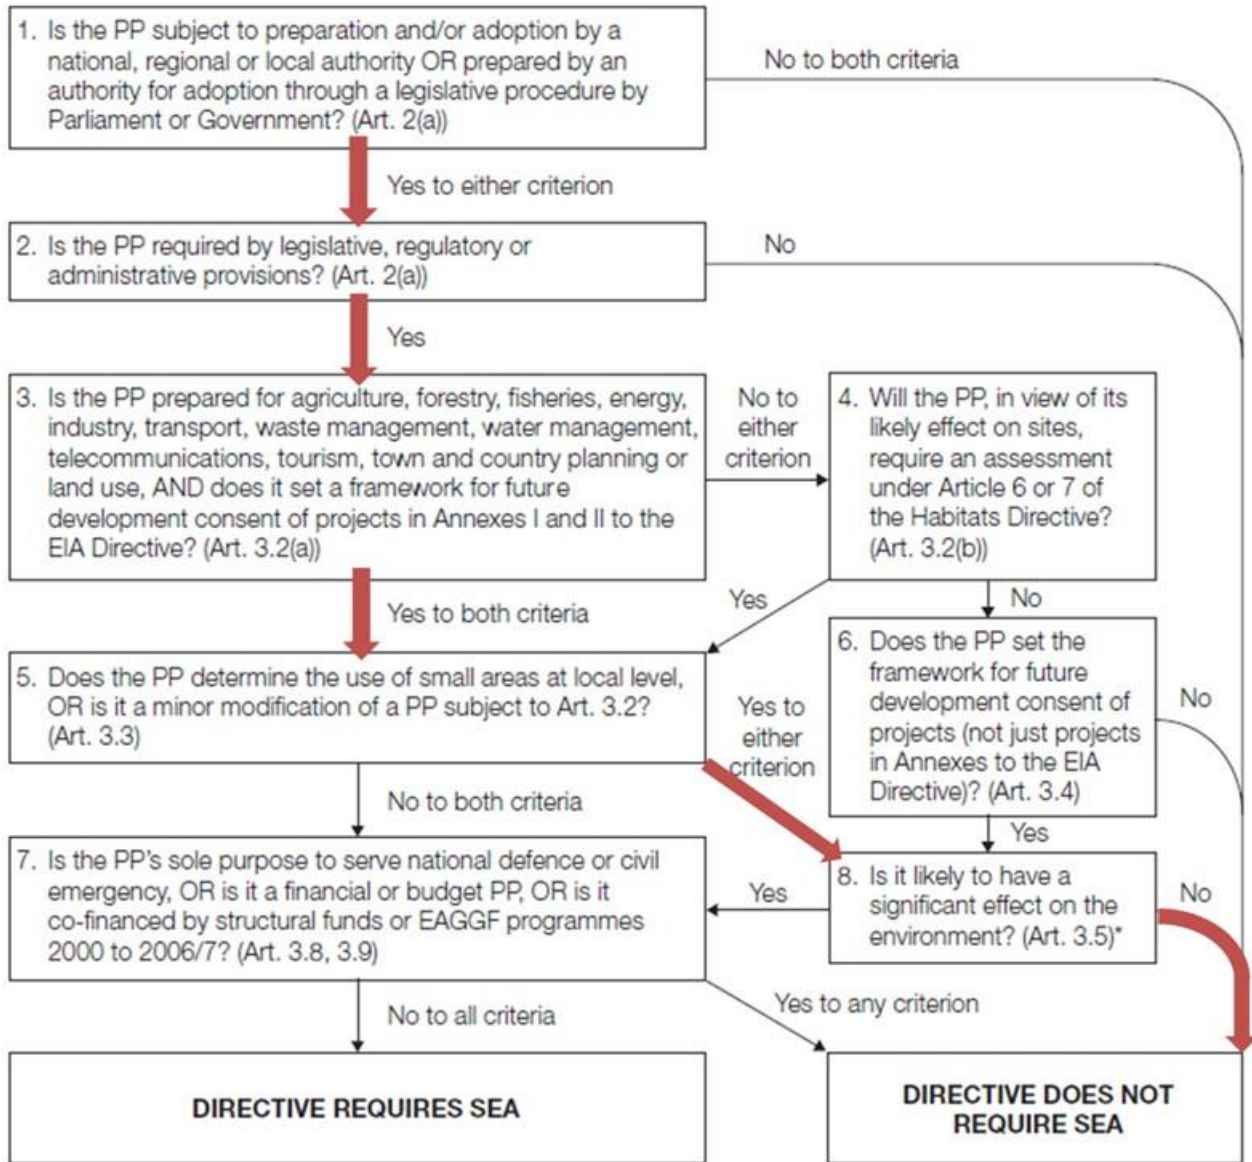 1. Is the PP subject to preparation and/or adoption by a
national, regional or local authority OR prepared by an
authority for adoption through a legislative procedure by
Parliament or Government? (Art. 2(a))
No to both criteria
Yes to either criterion
2. Is the PP required by legislative, regulatory or
administrative provisions? (Art. 2(a))
No
Yes
3. Is the PP prepared for agriculture, forestry, fisheries, energy,
industry, transport, waste management, water management,
telecommunications, tourism, town and country planning or
land use, AND does it set a framework for future
development consent of projects in Annexes I and II to the
EIA Directive? (Art. 3.2(a))
No to
either
criterion
4. Will the PP, in view of its
likely effect on sites,
require an assessment
under Article 6 or 7 of
the Habitats Directive?
(Art. 3.2(b))
Yes to both criteria
Yes
No
5. Does the PP determine the use of small areas at local level,
OR is it a minor modification of a PP subject to Art. 3.2?
(Art. 3.3)
Yes to
either
criterion
6. Does the PP set the
framework for future
development consent of
projects (not just projects
in Annexes to the EIA
Directive)? (Art. 3.4)
No
No to both criteria
Yes
7. Is the PP's sole purpose to serve national defence or civil
emergency, OR is it a financial or budget PP, OR is it
co-financed by structural funds or EAGGF programmes
2000 to 2006/7? (Art. 3.8, 3.9)
Yes
8. Is it likely to have a
significant effect on the
environment? (Art. 3.5)*
No
No to all criteria
Yes to any criterion
DIRECTIVE REQUIRES SEA
DIRECTIVE DOES NOT
REQUIRE SEA